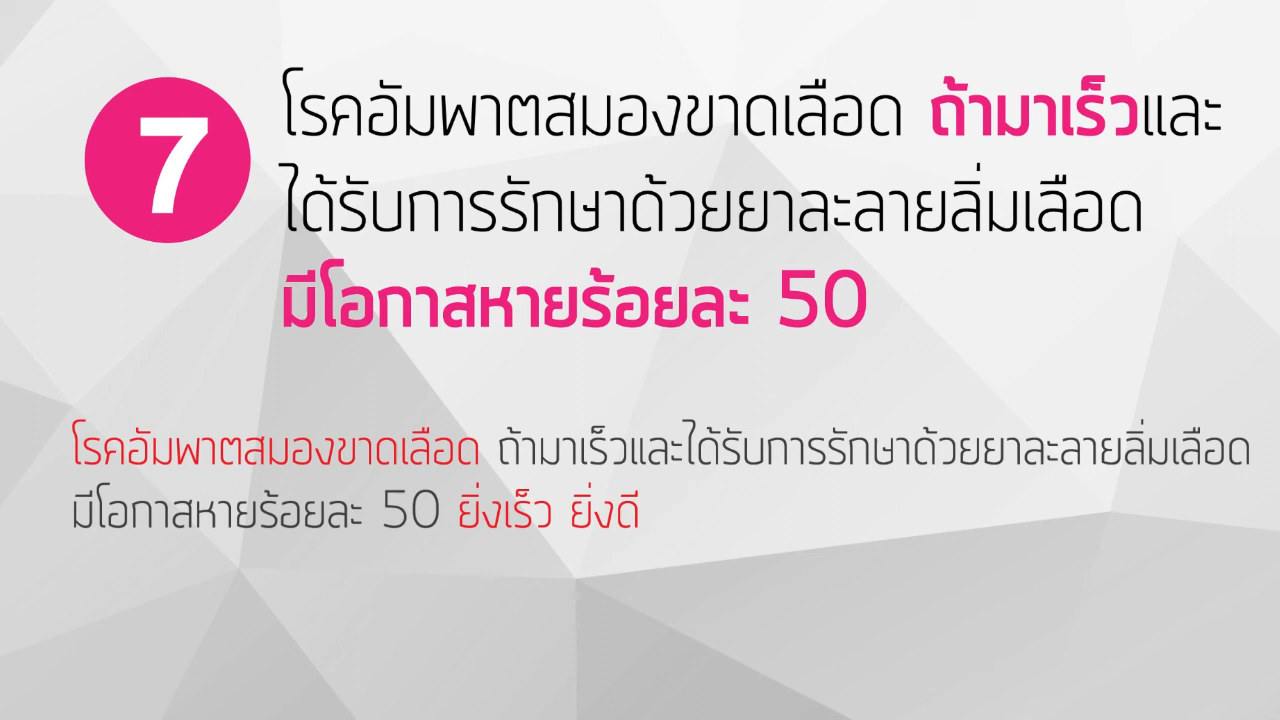 7
โรคอัมพาตสมองขาดเลือด ถ้ามาเร็วและ
ได้รับการรักษาด้วยยาละลายลิ่มเลือด
มีโอกาสหายร้อยละ 50
โรคอัมพาตสมองขาดเลือด ถ้ามาเร็วและได้รับการรักษาด้วยยาละลายลิ่มเลือด
มีโอกาสหายร้อยละ 50 ยิ่งเร็ว ยิ่งดี